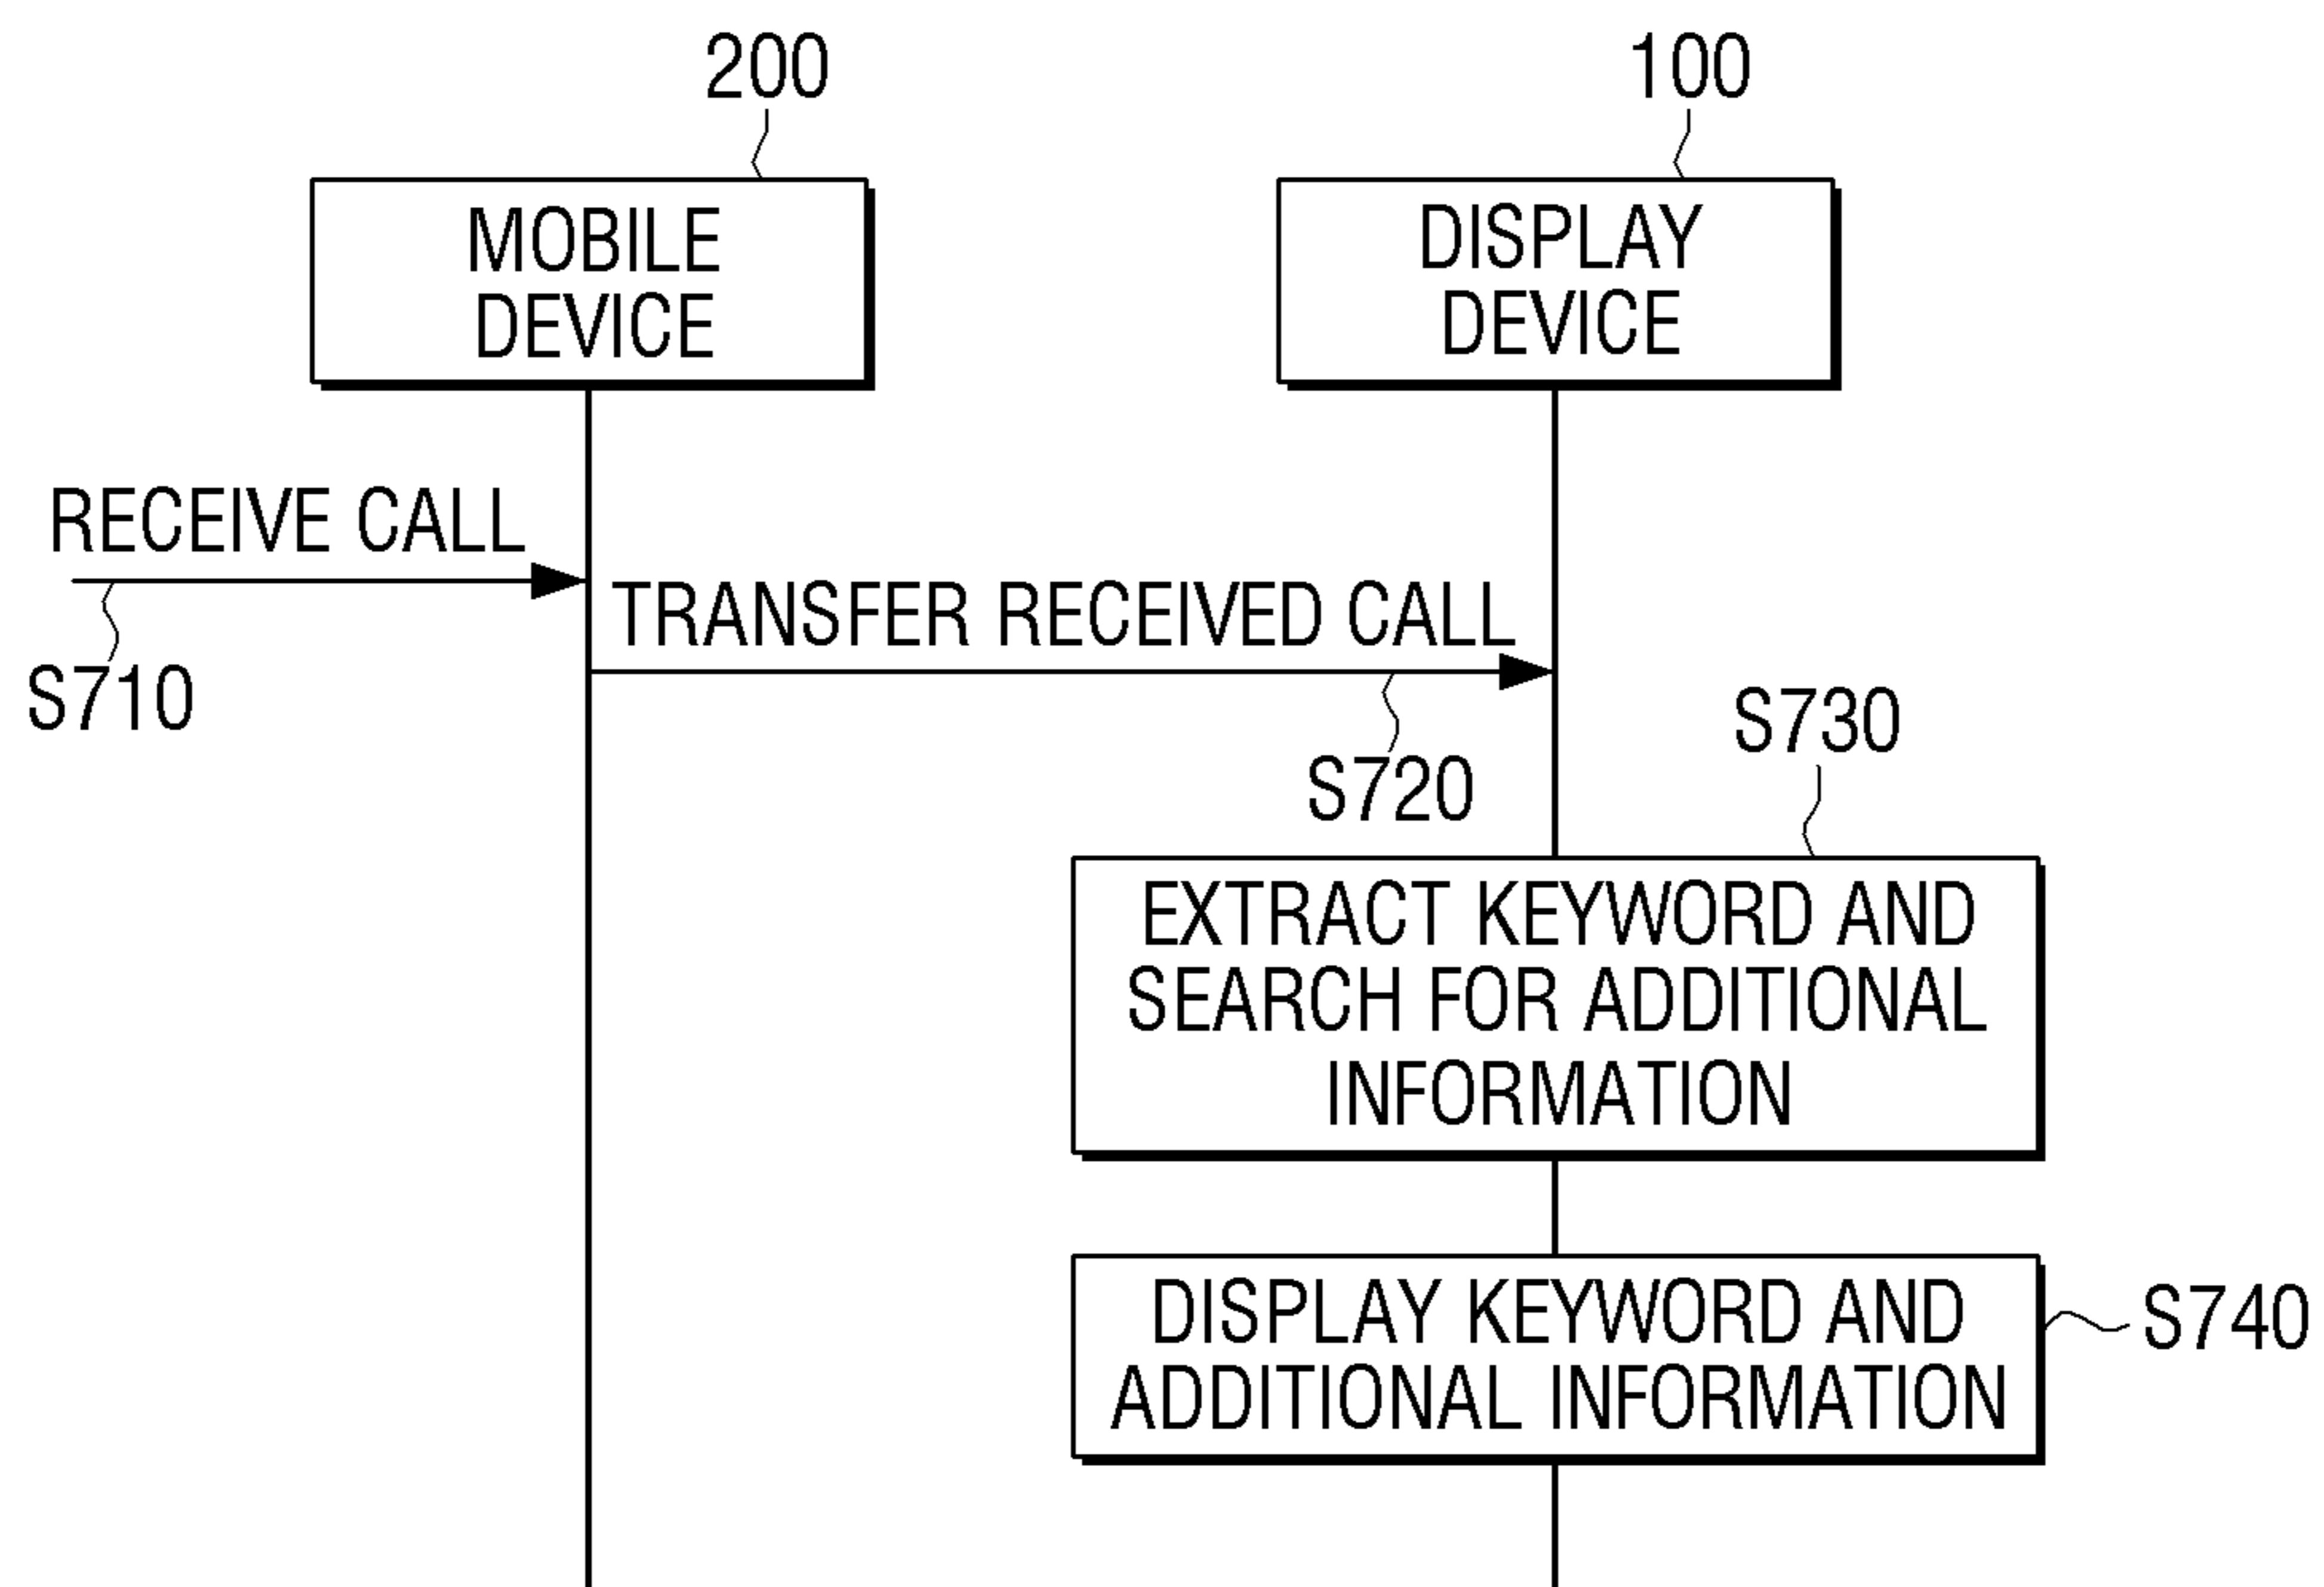 200
100
MOBILE
DEVICE
DISPLAY
DEVICE
RECEIVE CALL
S710
TRANSFER RECEIVED CALL
S720
S730
EXTRACT KEYWORD AND
SEARCH FOR ADDITIONAL
INFORMATION
DISPLAY KEYWORD AND
ADDITIONAL INFORMATION
S740